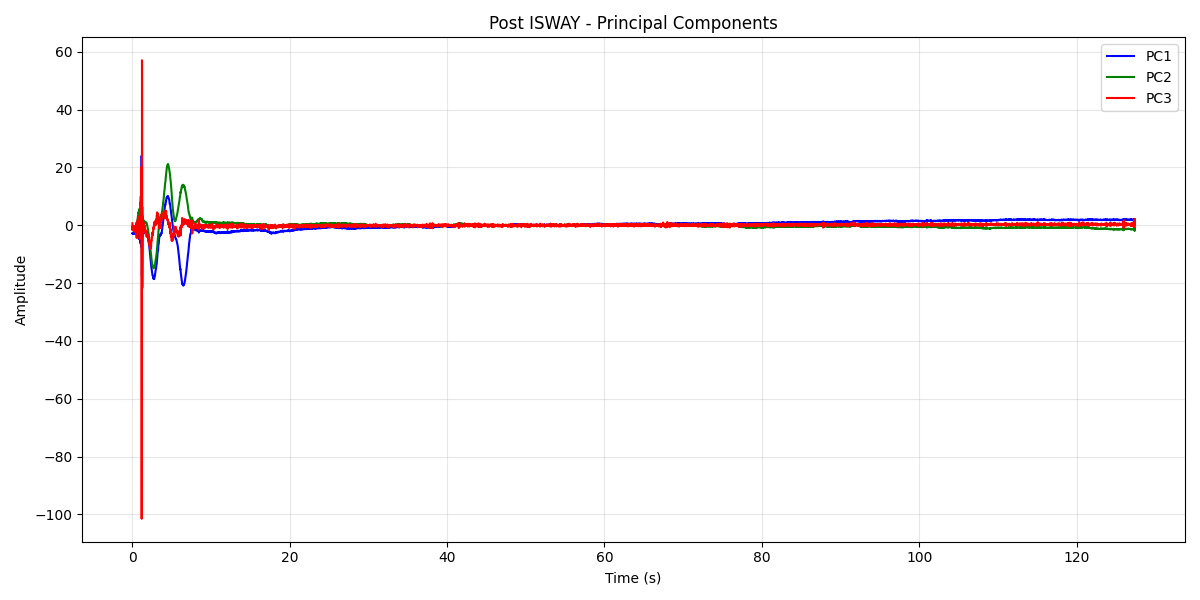 Post ISWAY - Principal Components
PC1
PC2
PC3
Amplitude
60
40
20
0
−20
−40
−60
−80
−100
0 20 40 60 80 100 120
Time (s)